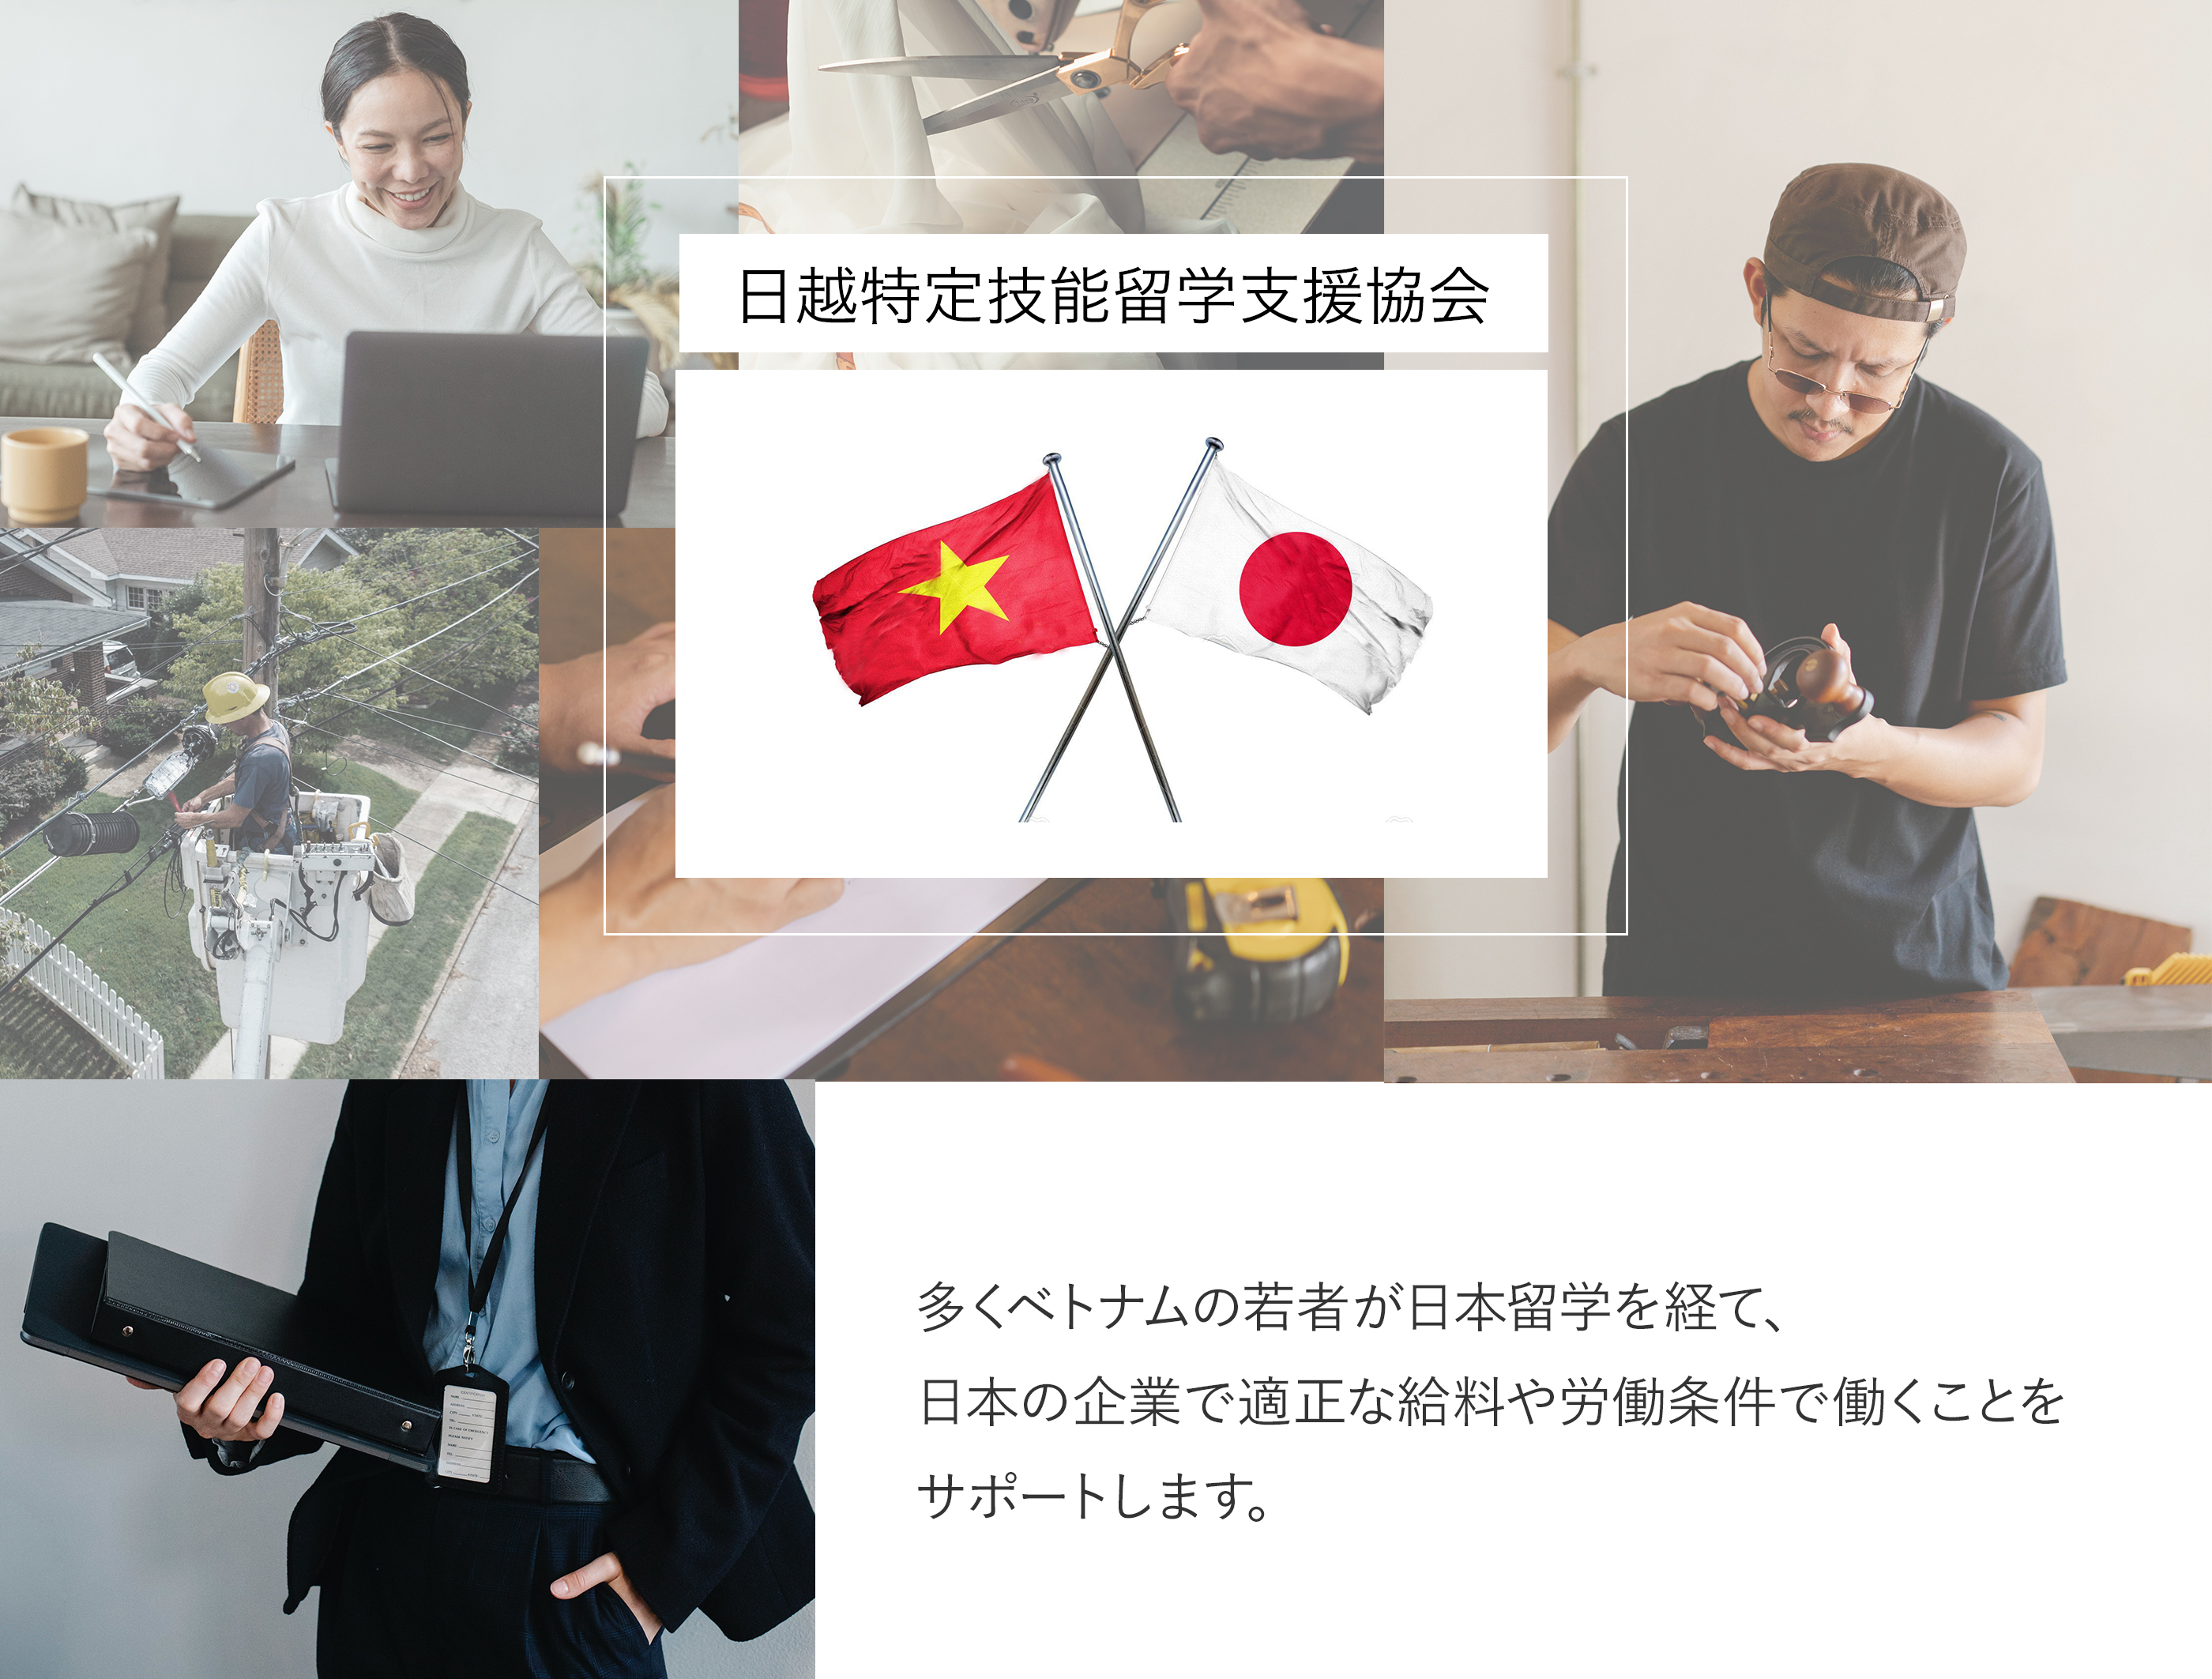 日越特定技能留学支援協会
多くベトナムの若者が日本留学を経て、
日本の企業で適正な給料や労働条件で働くことを
サポートします。